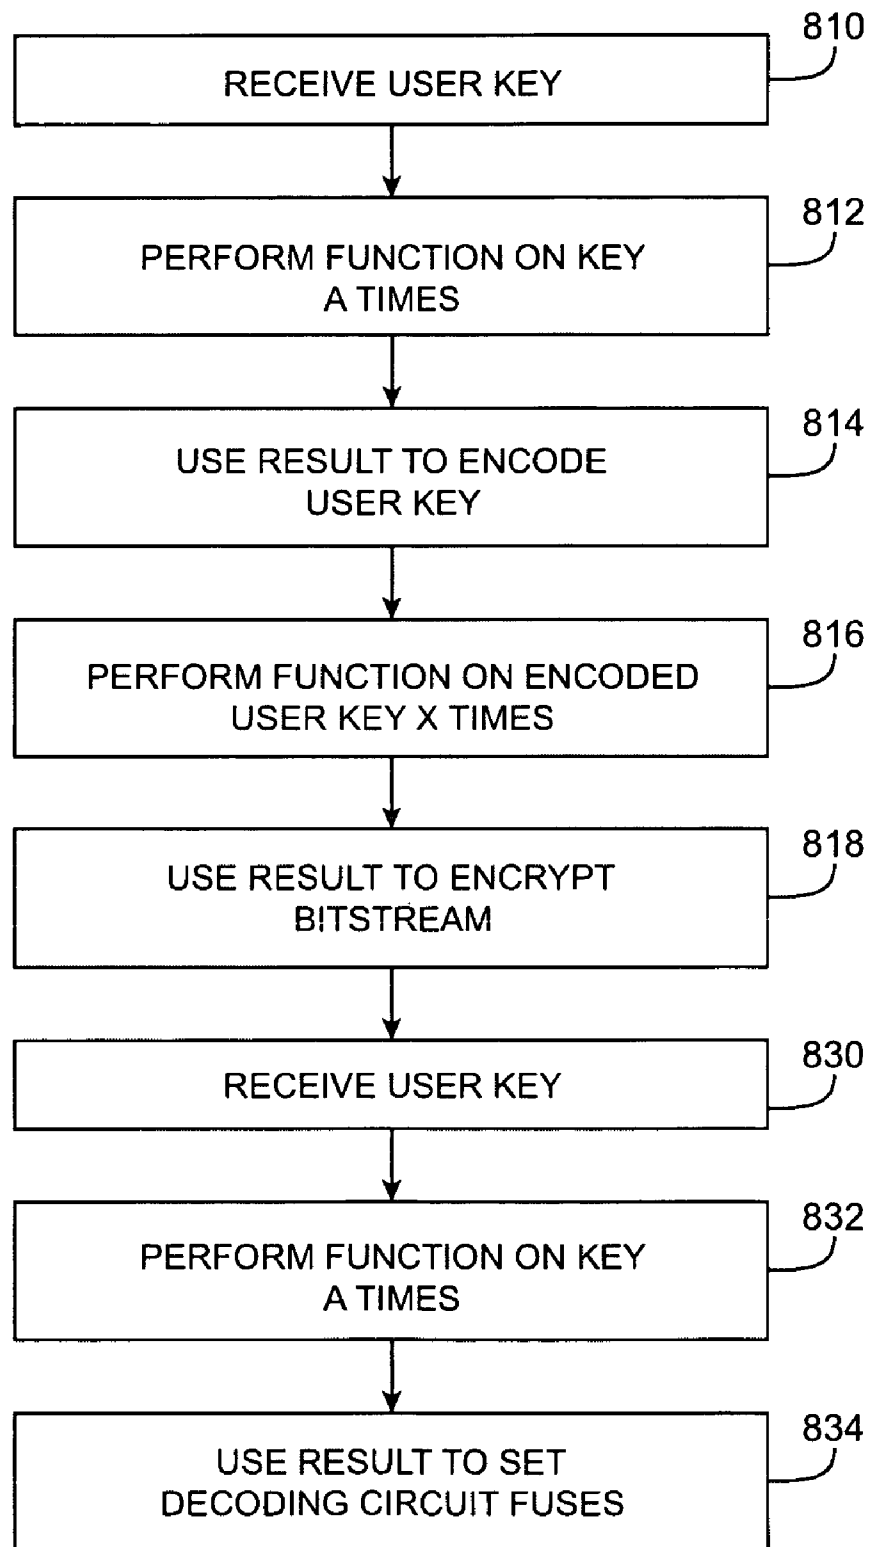 810
RECEIVE USER KEY
812
PERFORM FUNCTION ON KEY
A TIMES
814
USE RESULT TO ENCODE
USER KEY
816
PERFORM FUNCTION ON ENCODED
USER KEY X TIMES
818
USE RESULT TO ENCRYPT
BITSTREAM
830
RECEIVE USER KEY
832
PERFORM FUNCTION ON KEY
A TIMES
834
USE RESULT TO SET
DECODING CIRCUIT FUSES